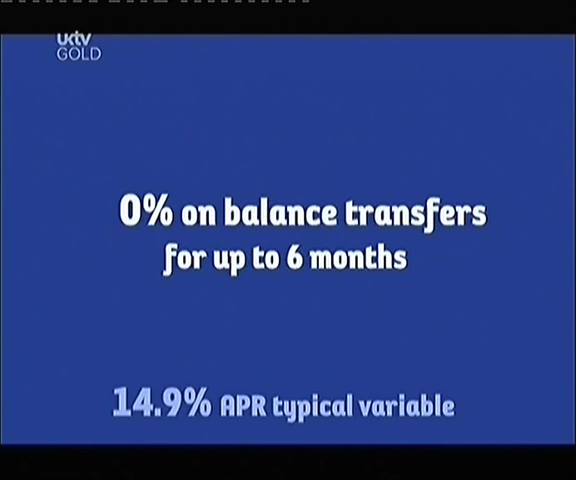 uktv
GOLD
0% on balance transfers
for up to 6 months
14.9% APR typical variable